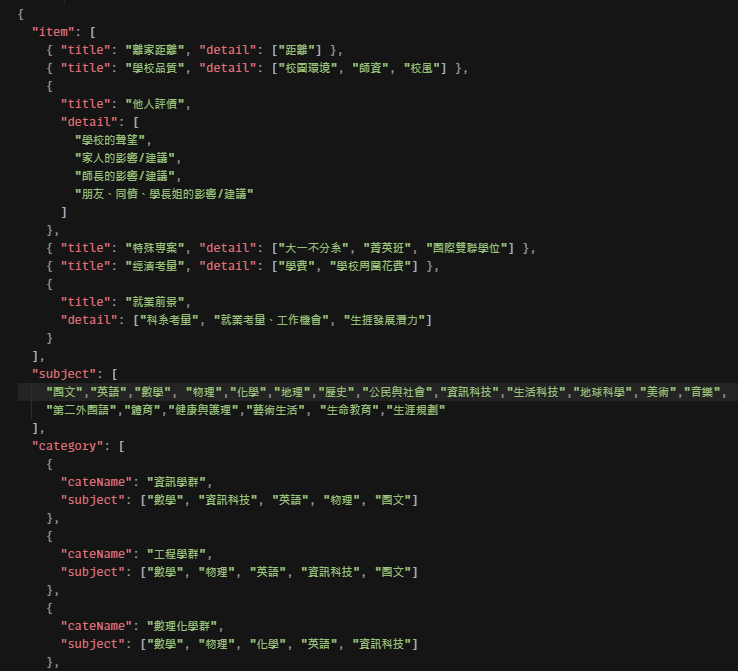 {
  "item": [
    { "title": "離家距離", "detail": ["距離"] },
    { "title": "學校品質", "detail": ["校園環境", "師資", "校風"] },
    {
      "title": "他人評價",
      "detail": [
        "學校的聲望",
        "家人的影響/建議",
        "師長的影響/建議",
        "朋友、同儕、學長姐的影響/建議"
      ]
    },
    { "title": "特殊專案", "detail": ["大一不分系", "菁英班", "國際雙聯學位"] },
    { "title": "經濟考量", "detail": ["學費", "學校周圍花費"] },
    {
      "title": "就業前景",
      "detail": ["科系考量", "就業考量、工作機會", "生涯發展潛力"]
    }
  ],
  "subject": [
    "國文","英語","數學", "物理","化學","地理","歷史","公民與社會","資訊科技","生活科技","地球科學","美術","音樂",
    "第二外國語","體育","健康與護理","藝術生活", "生命教育","生涯規劃"
  ],
  "category": [
    {
      "cateName": "資訊學群",
      "subject": ["數學", "資訊科技", "英語", "物理", "國文"]
    },
    {
      "cateName": "工程學群",
      "subject": ["數學", "物理", "英語", "資訊科技", "國文"]
    },
    {
      "cateName": "數理化學群",
      "subject": ["數學", "物理", "化學", "英語", "資訊科技"]
    },